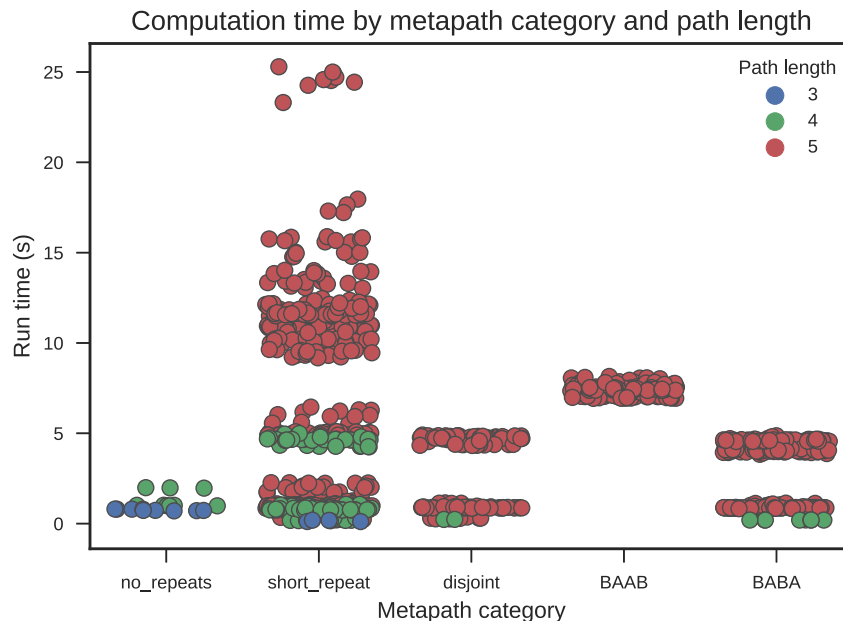 Computation time by metapath category and path length
Path length
3
4
5
25
20
15
10
5
0
Run time (s)
no_repeats short_repeat disjoint BAAB BABA
Metapath category